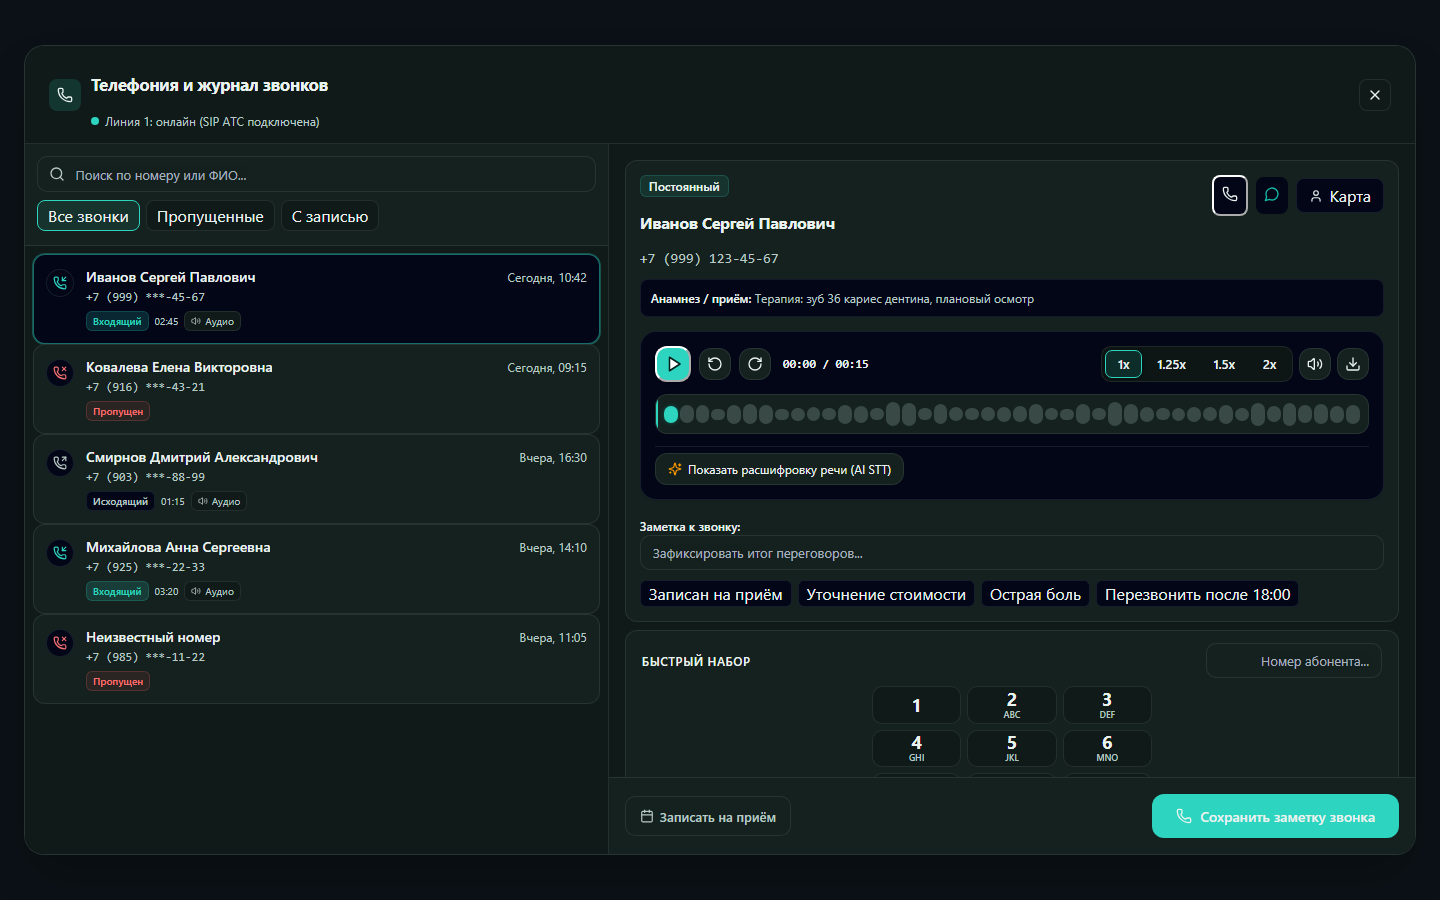 Телефония и журнал звонков
Линия 1: онлайн (SIP АТС подключена)
Поиск по номеру или ФИО...
Все звонки
Пропущенные
С записью
Иванов Сергей Павлович
Сегодня, 10:42
+7 (999) ***-45-67
Входящий 02:45 Аудио
Ковалева Елена Викторовна
Сегодня, 09:15
+7 (916) ***-43-21
Пропущен
Смирнов Дмитрий Александрович
Вчера, 16:30
+7 (903) ***-88-99
Исходящий 01:15 Аудио
Михайлова Анна Сергеевна
Вчера, 14:10
+7 (925) ***-22-33
Входящий 03:20 Аудио
Неизвестный номер
Вчера, 11:05
+7 (985) ***-11-22
Пропущен
Постоянный
Карта
Иванов Сергей Павлович
+7 (999) 123-45-67
Анамнез / приём: Терапия: зуб 36 кариес дентина, плановый осмотр
00:00 / 00:15
1x 1.25x 1.5x 2x
Показать расшифровку речи (AI STT)
Заметка к звонку:
Зафиксировать итог переговоров...
Записан на приём
Уточнение стоимости
Острая боль
Перезвонить после 18:00
БЫСТРЫЙ НАБОР
Номер абонента...
1 2 3
ABC DEF
4 5 6
GHI JKL MNO
Записать на приём
Сохранить заметку звонка